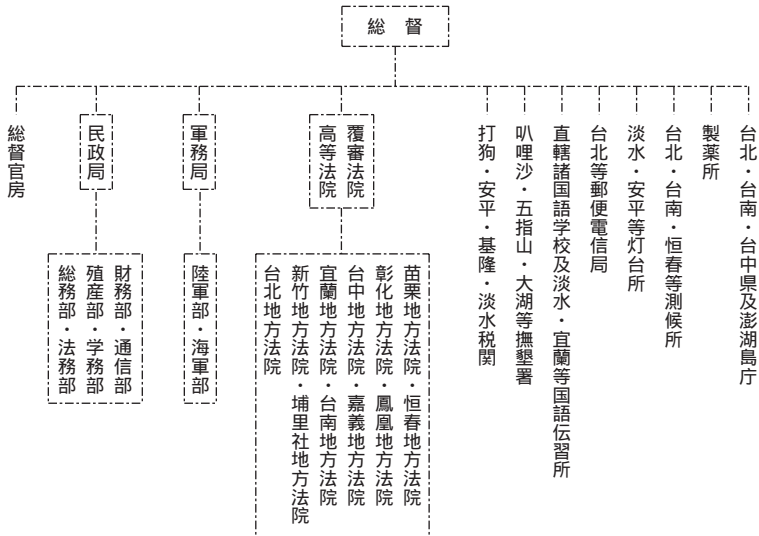 総督
台北・台南・台中県及澎湖島庁
製薬所
台北・台南・恒春等測候所
淡水・安平等灯台所
台北等郵便電信局
直轄諸国語学校及淡水・宜蘭等国語伝習所
叭哩沙・五指山・大湖等撫墾署
打狗・安平・基隆・淡水税関
覆審法院
高等法院
苗栗地方法院・恒春地方法院
彰化地方法院・鳳凰地方法院
台中地方法院・嘉義地方法院
宜蘭地方法院・台南地方法院
新竹地方法院・埔里社地方法院
台北地方法院
軍務局
陸軍部・海軍部
民政局
財務部・通信部
殖産部・学務部
総務部・法務部
総督官房